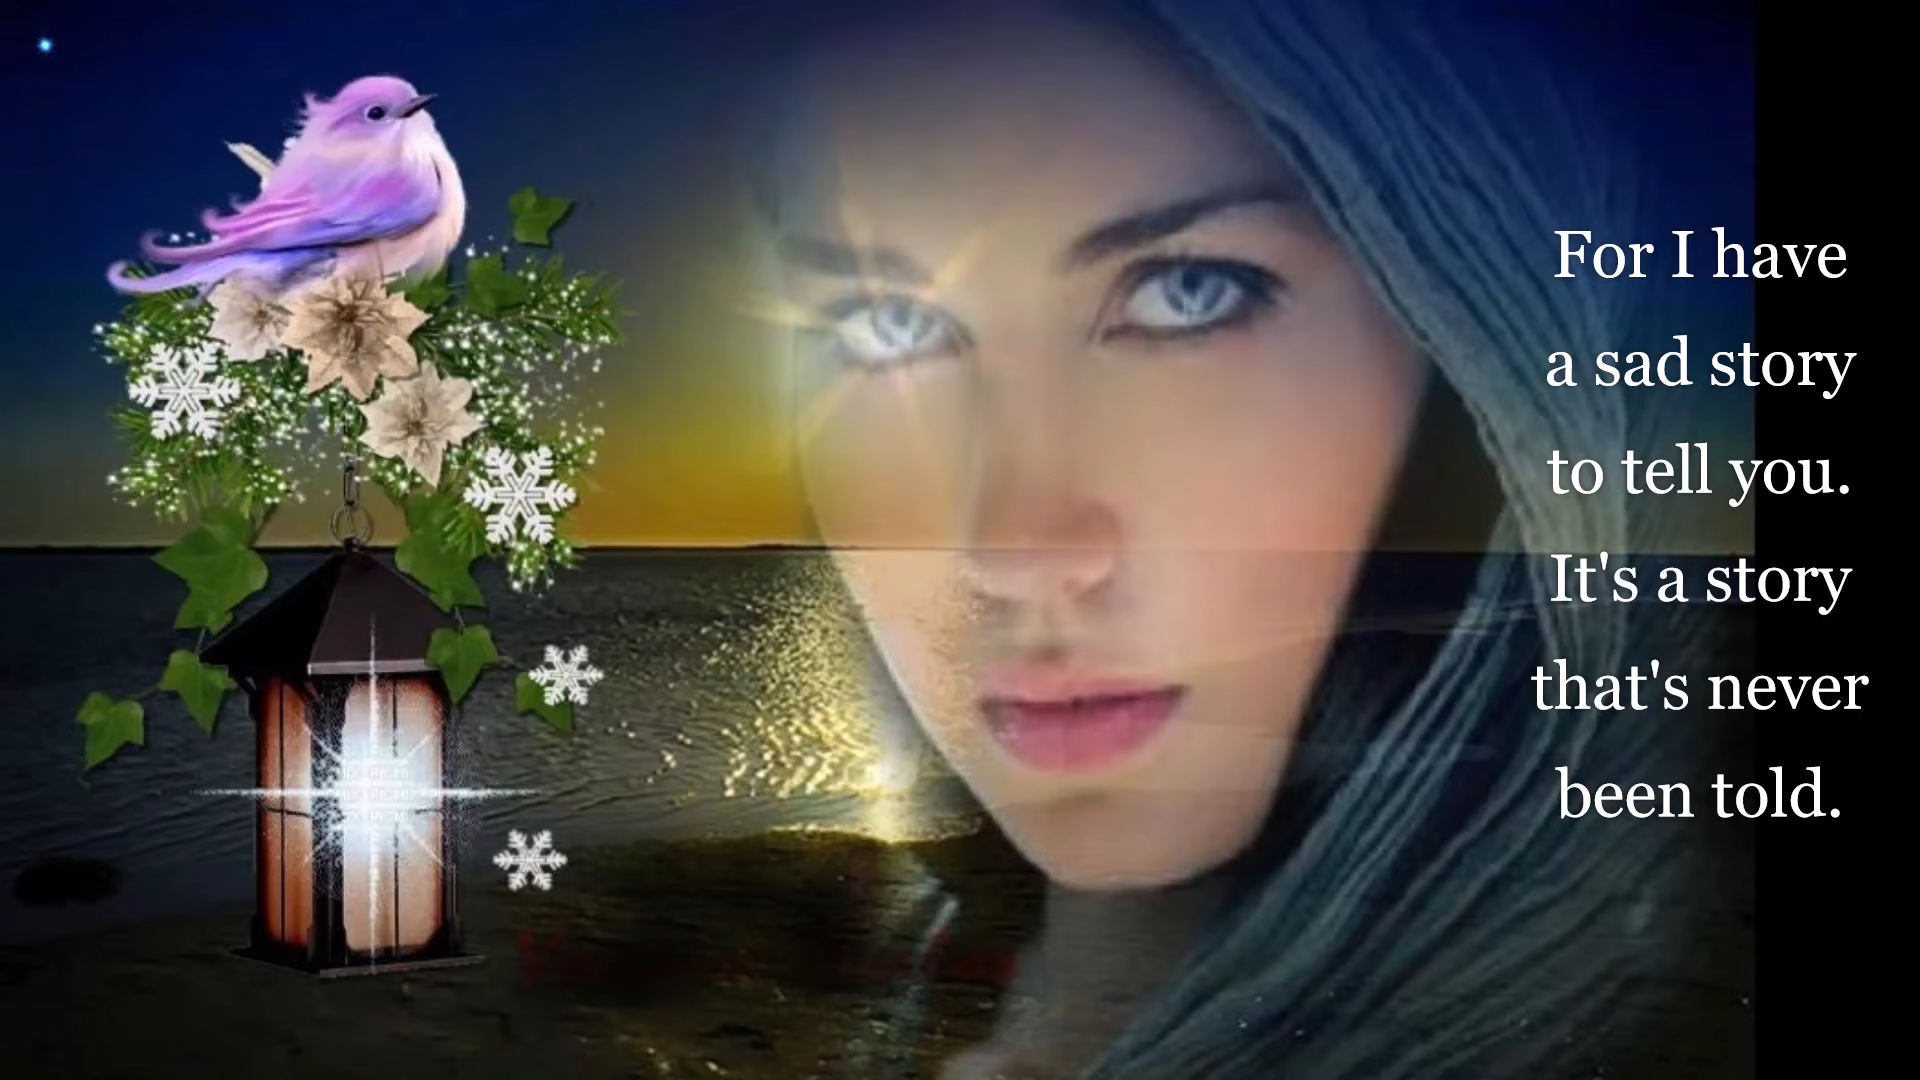 For I have
a sad story
to tell you.
It's a story
that's never
been told.